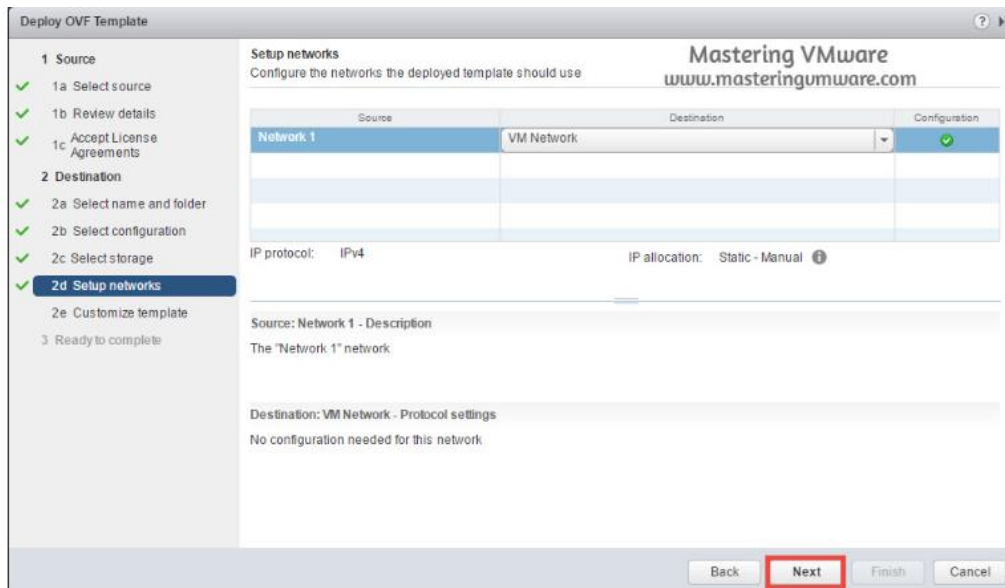 Deploy OVF Template
?
1 Source
1a Select source
1b Review details
1c Accept License
Agreements
2 Destination
2a Select name and folder
2b Select configuration
2c Select storage
2d Setup networks
2e Customize template
3 Ready to complete
Setup networks
Configure the networks the deployed template should use
Mastering VMware
www.masteringvmware.com
Source Destination Configuration
Network 1 VM Network
IP protocol: IPv4 IP allocation: Static - Manual
Source: Network 1 - Description
The "Network 1" network
Destination: VM Network - Protocol settings
No configuration needed for this network
Back Next Finish Cancel